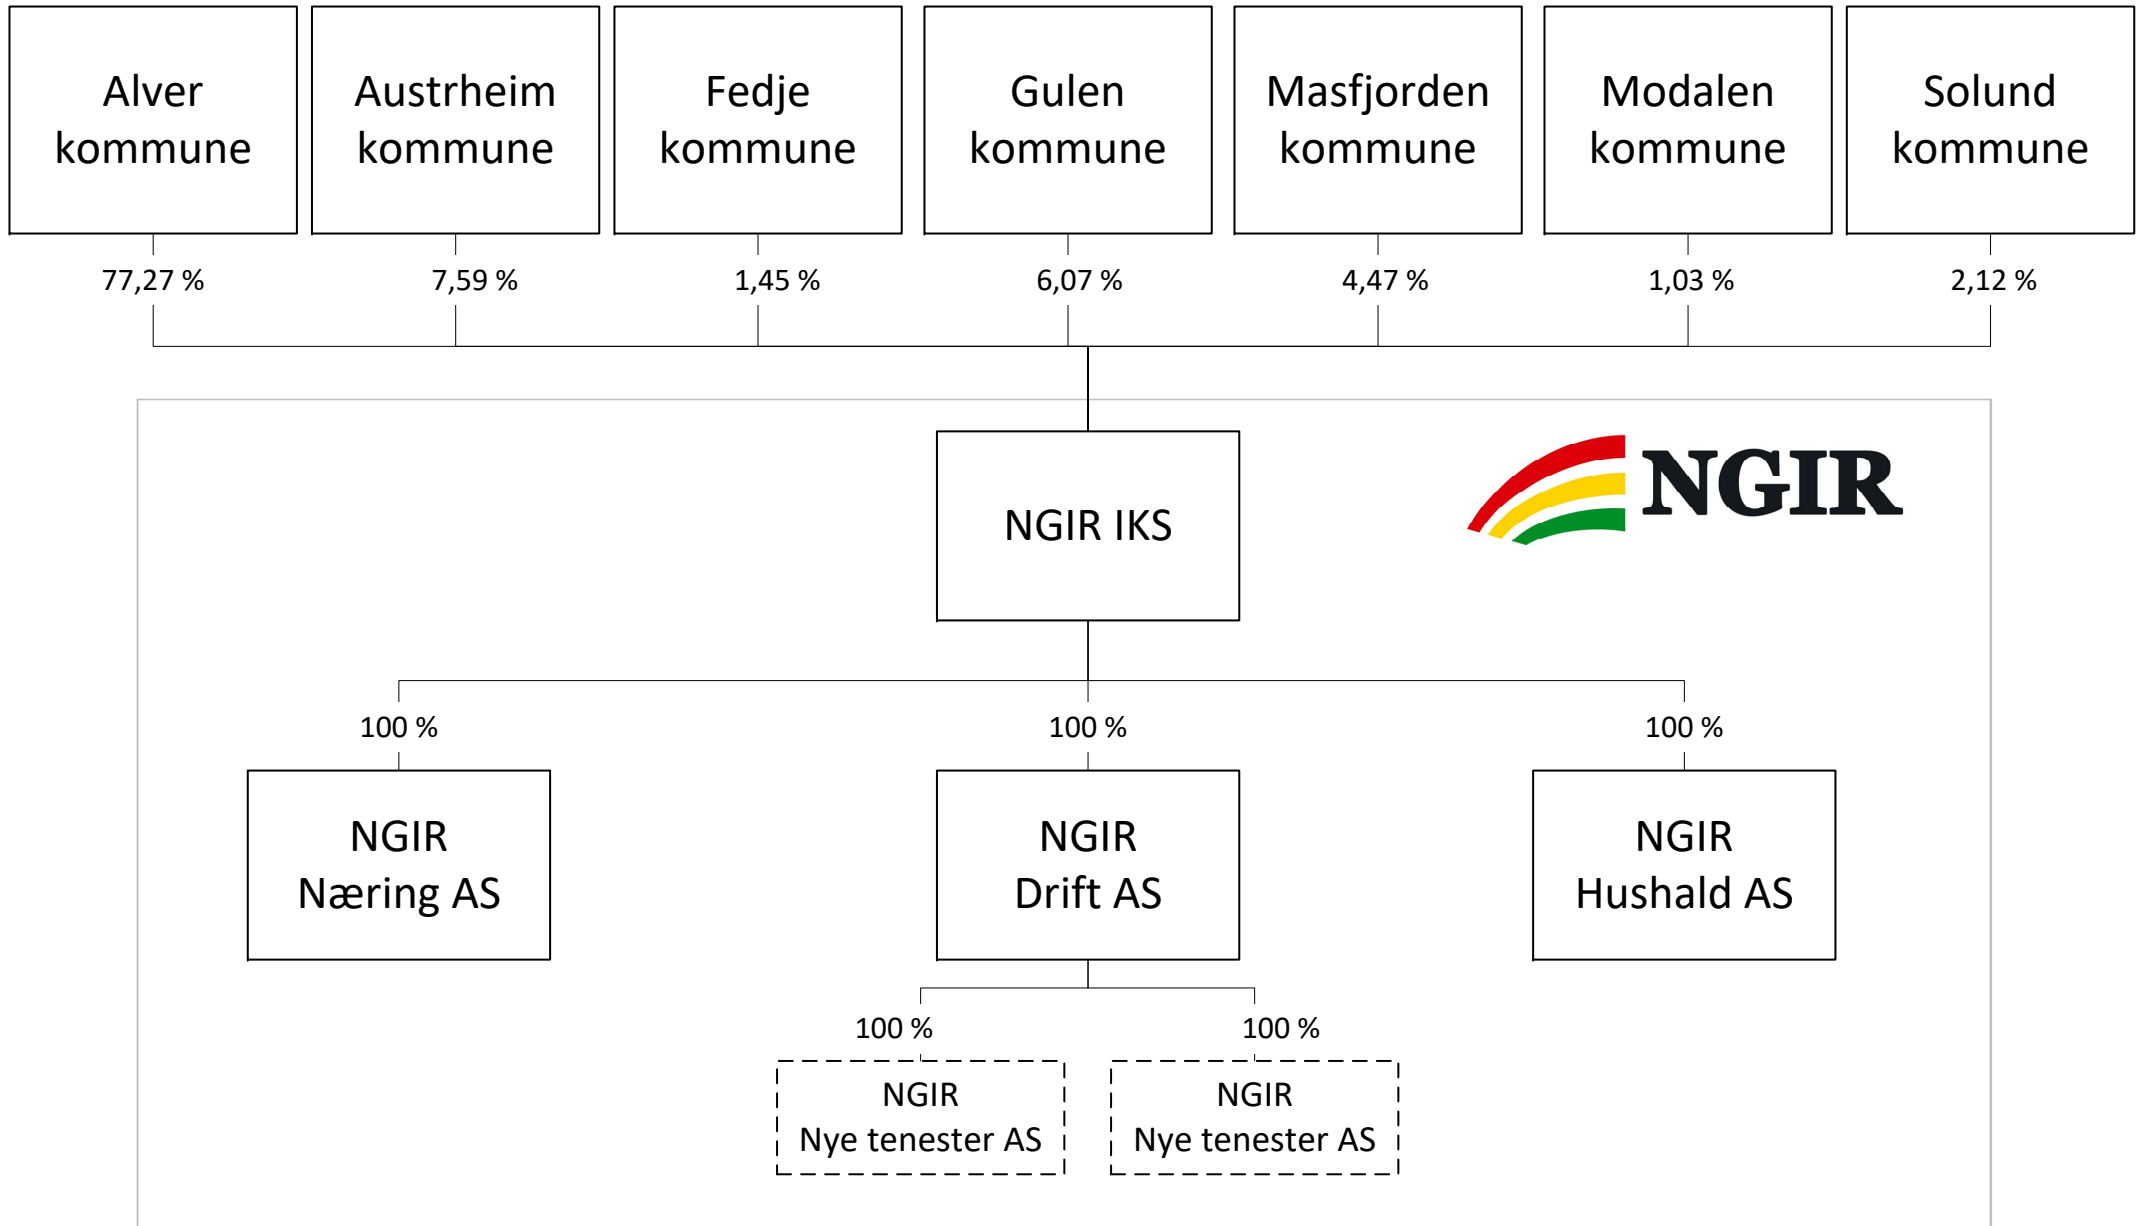 Alver
kommune
Austrheim
kommune
Fedje
kommune
Gulen
kommune
Masfjorden
kommune
Modalen
kommune
Solund
kommune
77,27 %
7,59 %
1,45 %
6,07 %
4,47 %
1,03 %
2,12 %
NGIR IKS
NGIR
100 %
100 %
100 %
NGIR
Næring AS
NGIR
Drift AS
NGIR
Hushald AS
100 %
100 %
NGIR
Nye tenester AS
NGIR
Nye tenester AS